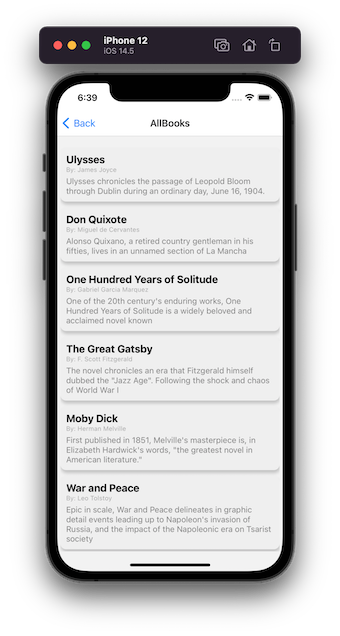 iPhone 12
iOS 14.5
6:39
Back
AllBooks
Ulysses
By: James Joyce
Ulysses chronicles the passage of Leopold Bloom
through Dublin during an ordinary day, June 16, 1904.
Don Quixote
By: Miguel de Cervantes
Alonso Quixano, a retired country gentleman in his
fifties, lives in an unnamed section of La Mancha
One Hundred Years of Solitude
By: Gabriel Garcia Marquez
One of the 20th century's enduring works, One
Hundred Years of Solitude is a widely beloved and
acclaimed novel known
The Great Gatsby
By: F. Scott Fitzgerald
The novel chronicles an era that Fitzgerald himself
dubbed the "Jazz Age". Following the shock and chaos
of World War I
Moby Dick
By: Herman Melville
First published in 1851, Melville's masterpiece is, in
Elizabeth Hardwick's words, "the greatest novel in
American literature."
War and Peace
By: Leo Tolstoy
Epic in scale, War and Peace delineates in graphic
detail events leading up to Napoleon's invasion of
Russia, and the impact of the Napoleonic era on Tsarist
society